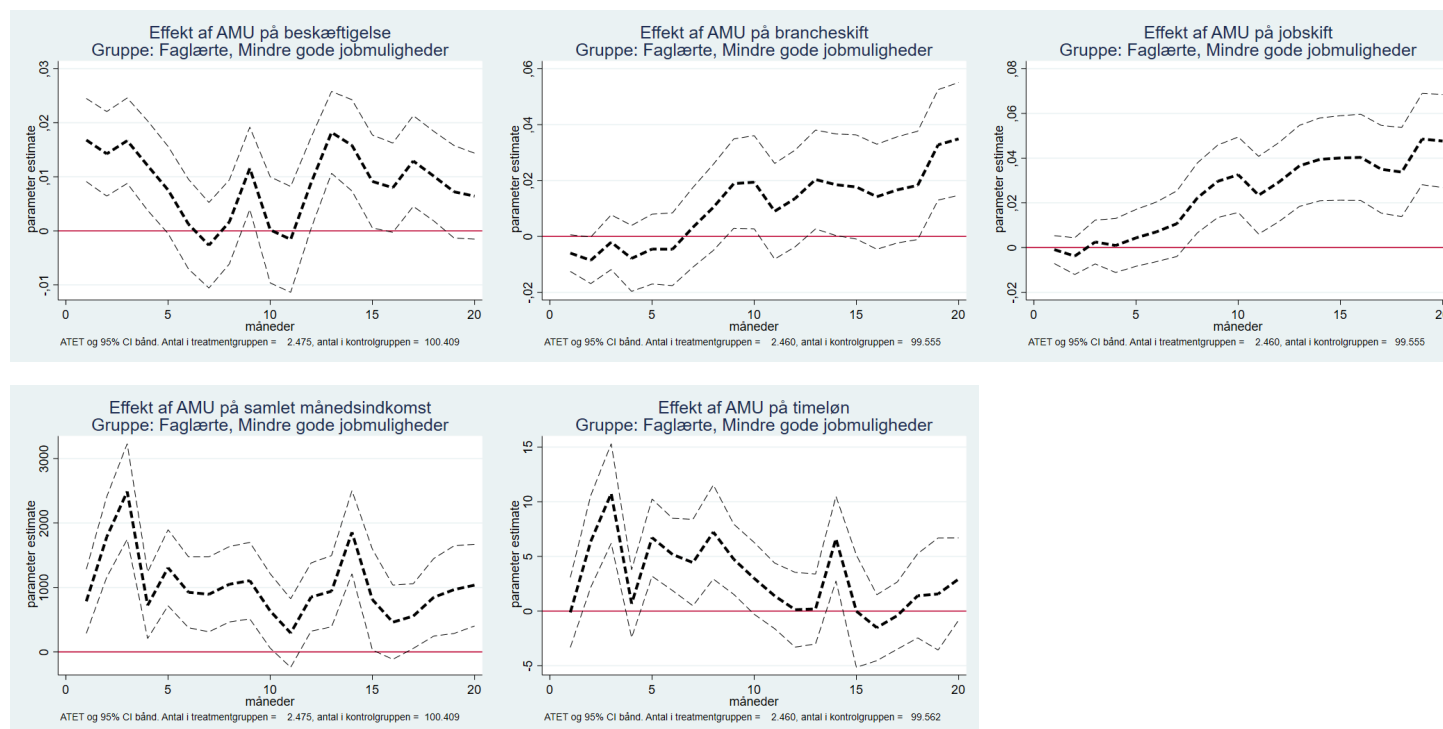 Effekt af AMU på beskæftigelse
Gruppe: Faglærte, Mindre gode jobmuligheder
parameter estimate
,03
,02
,01
0
-,01
0 5 10 15 20
måneder
ATET og 95% CI bånd. Antal i treatmentgruppen = 2.475, antal i kontrolgruppen = 100.409
Effekt af AMU på brancheskift
Gruppe: Faglærte, Mindre gode jobmuligheder
parameter estimate
,06
,04
,02
0
-,02
0 5 10 15 20
måneder
ATET og 95% CI bånd. Antal i treatmentgruppen = 2.460, antal i kontrolgruppen = 99.555
Effekt af AMU på jobskift
Gruppe: Faglærte, Mindre gode jobmuligheder
parameter estimate
,08
,06
,04
,02
0
-,02
0 5 10 15 20
måneder
ATET og 95% CI bånd. Antal i treatmentgruppen = 2.460, antal i kontrolgruppen = 99.555
Effekt af AMU på samlet månedsindkomst
Gruppe: Faglærte, Mindre gode jobmuligheder
parameter estimate
3000
2000
1000
0
0 5 10 15 20
måneder
ATET og 95% CI bånd. Antal i treatmentgruppen = 2.475, antal i kontrolgruppen = 100.409
Effekt af AMU på timeløn
Gruppe: Faglærte, Mindre gode jobmuligheder
parameter estimate
15
10
5
0
-5
0 5 10 15 20
måneder
ATET og 95% CI bånd. Antal i treatmentgruppen = 2.460, antal i kontrolgruppen = 99.562